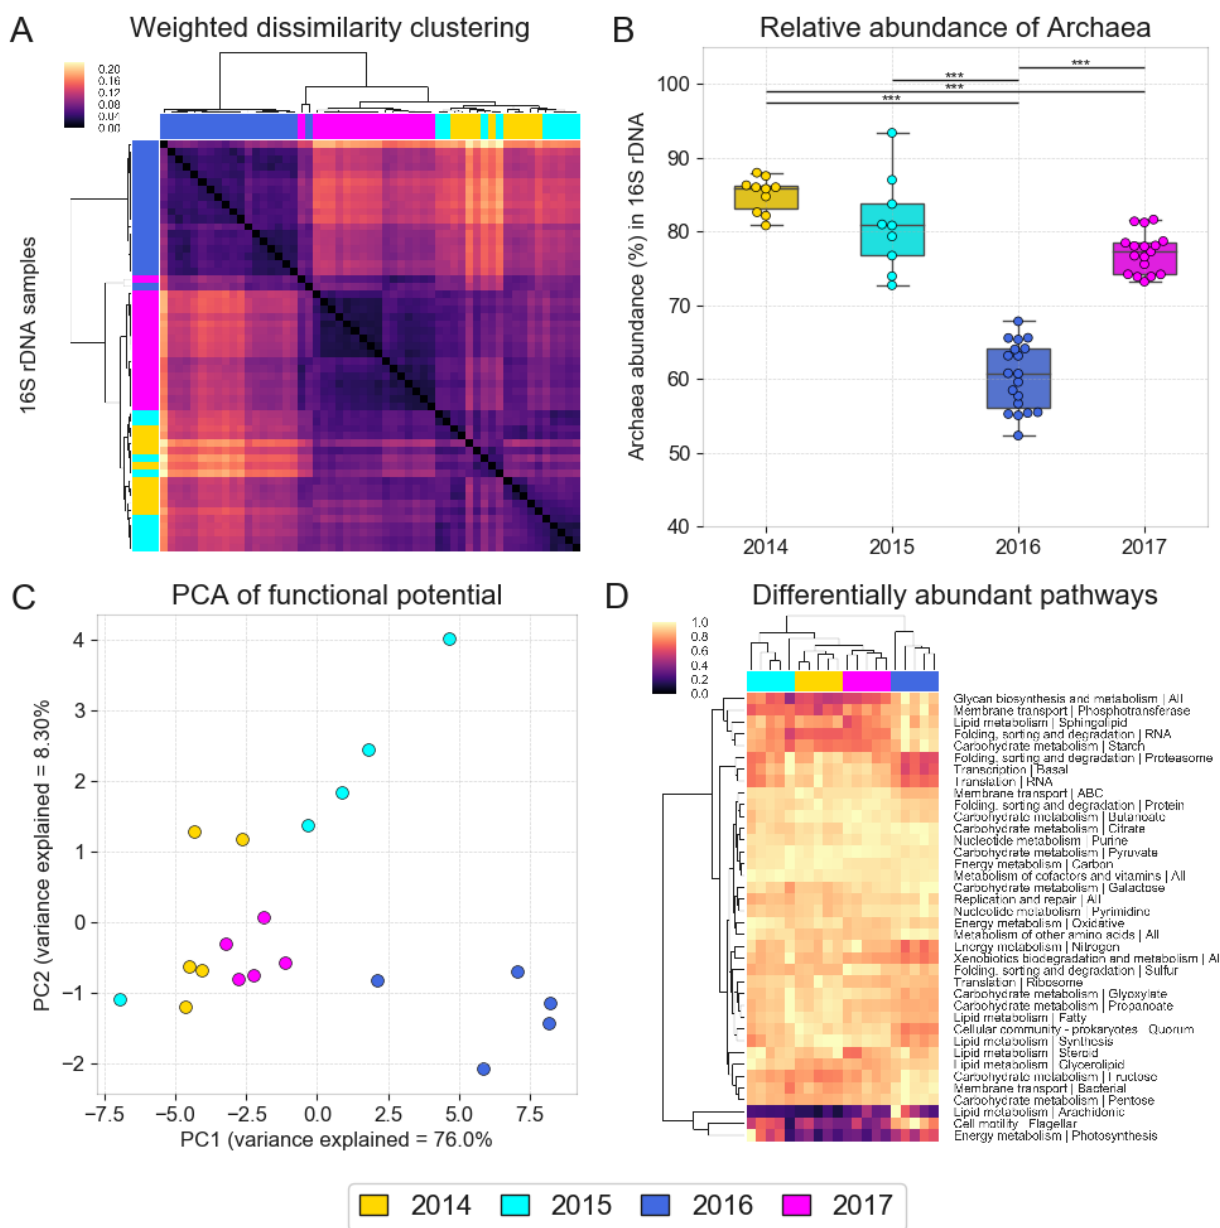 A Weighted dissimilarity clustering
0.20
0.16
0.12
0.08
0.04
0.00
16S rDNA samples
B Relative abundance of Archaea
Archaea abundance (%) in 16S rDNA
100
90
80
70
60
50
40
***
***
***
***
2014 2015 2016 2017
C PCA of functional potential
PC2 (variance explained = 8.30%
4
3
2
1
0
−1
−2
−7.5 −5.0 −2.5 0.0 2.5 5.0 7.5
PC1 (variance explained = 76.0%
D Differentially abundant pathways
1.0
0.8
0.6
0.4
0.2
0.0
Glycan biosynthesis and metabolism | All
Membrane transport | Phosphotransferase
Lipid metabolism | Sphingolipid
Folding, sorting and degradation | RNA
Carbohydrate metabolism | Starch
Folding, sorting and degradation | Proteasome
Transcription | Basal
Translation | RNA
Membrane transport | ABC
Folding, sorting and degradation | Protein
Carbohydrate metabolism | Butanoate
Carbohydrate metabolism | Citrate
Nucleotide metabolism | Purine
Carbohydrate metabolism | Pyruvate
Energy metabolism | Carbon
Metabolism of cofactors and vitamins | All
Carbohydrate metabolism | Galactose
Replication and repair | All
Nucleotide metabolism | Pyrimidine
Energy metabolism | Oxidative
Metabolism of other amino acids | All
Energy metabolism | Nitrogen
Xenobiotics biodegradation and metabolism | Al
Folding, sorting and degradation | Sulfur
Translation | Ribosome
Carbohydrate metabolism | Glyoxylate
Carbohydrate metabolism | Propanoate
Lipid metabolism | Fatty
Cellular community - prokaryotes Quorum
Lipid metabolism | Synthesis
Lipid metabolism | Steroid
Lipid metabolism | Glycerolipid
Carbohydrate metabolism | Fructose
Membrane transport | Bacterial
Carbohydrate metabolism | Pentose
Lipid metabolism | Arachidonic
Cell motility Flagellar
Energy metabolism | Photosynthesis
2014 2015 2016 2017